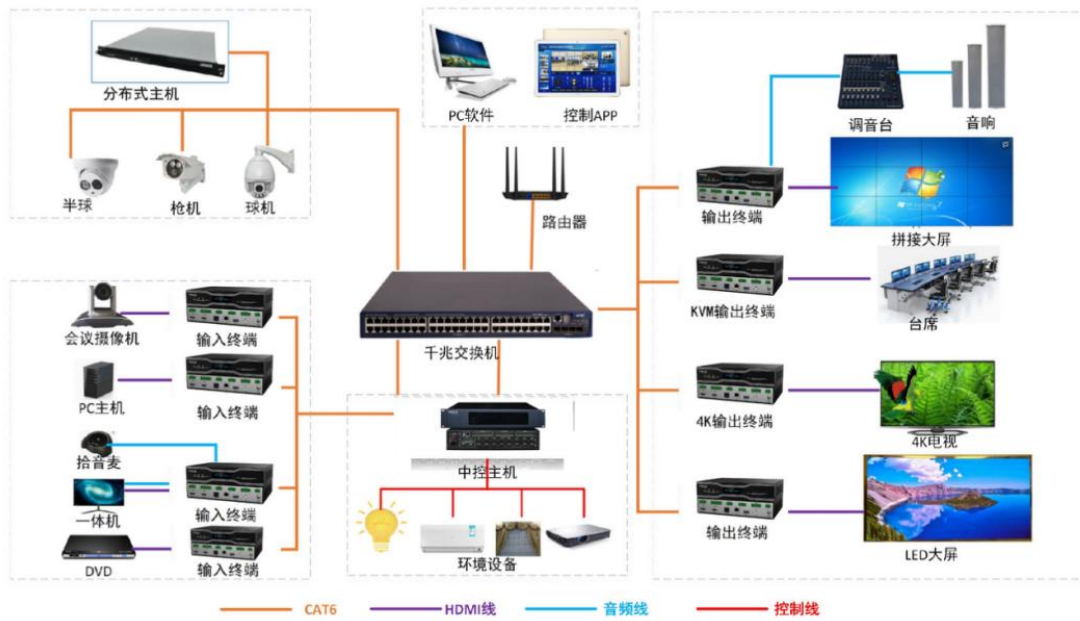 分布式主机
半球
枪机
球机
PC软件
控制APP
路由器
调音台
音响
输出终端
拼接大屏
KVM输出终端
台席
4K输出终端
4K电视
输出终端
LED大屏
千兆交换机
会议摄像机
输入终端
PC主机
输入终端
拾音麦
一体机
输入终端
DVD
输入终端
中控主机
环境设备
CAT6
HDMI线
音频线
控制线